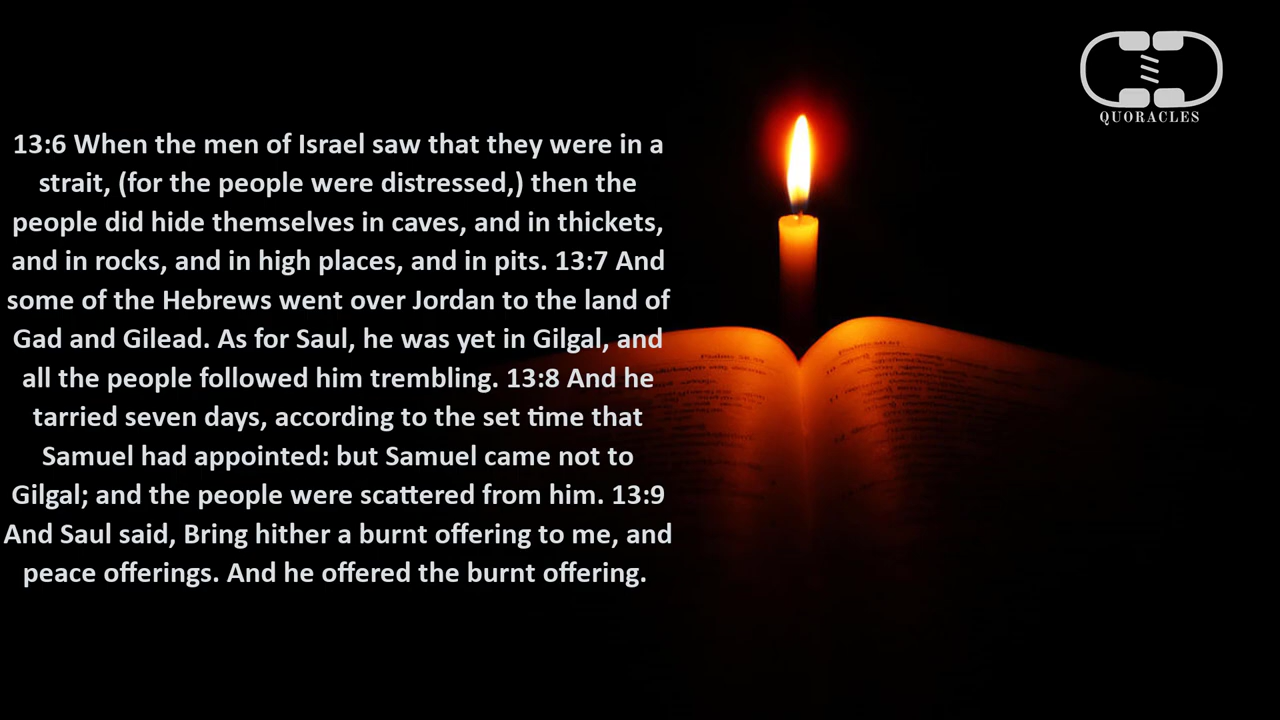 QUORACLES
13:6 When the men of Israel saw that they were in a
strait, (for the people were distressed,) then the
people did hide themselves in caves, and in thickets,
and in rocks, and in high places, and in pits. 13:7 And
some of the Hebrews went over Jordan to the land of
Gad and Gilead. As for Saul, he was yet in Gilgal, and
all the people followed him trembling. 13:8 And he
tarried seven days, according to the set time that
Samuel had appointed: but Samuel came not to
Gilgal; and the people were scattered from him. 13:9
And Saul said, Bring hither a burnt offering to me, and
peace offerings. And he offered the burnt offering.